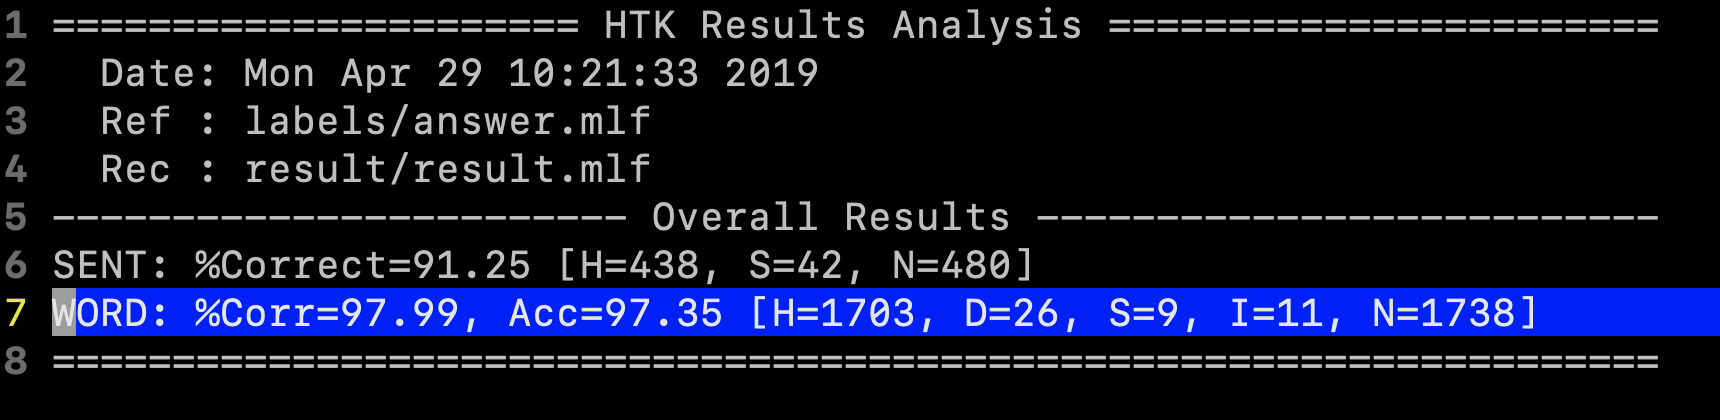 1 ====================== HTK Results Analysis =======================
2   Date: Mon Apr 29 10:21:33 2019
3   Ref : labels/answer.mlf
4   Rec : result/result.mlf
5 ------------------------ Overall Results --------------------------
6 SENT: %Correct=91.25 [H=438, S=42, N=480]
7 WORD: %Corr=97.99, Acc=97.35 [H=1703, D=26, S=9, I=11, N=1738]
8 ===================================================================